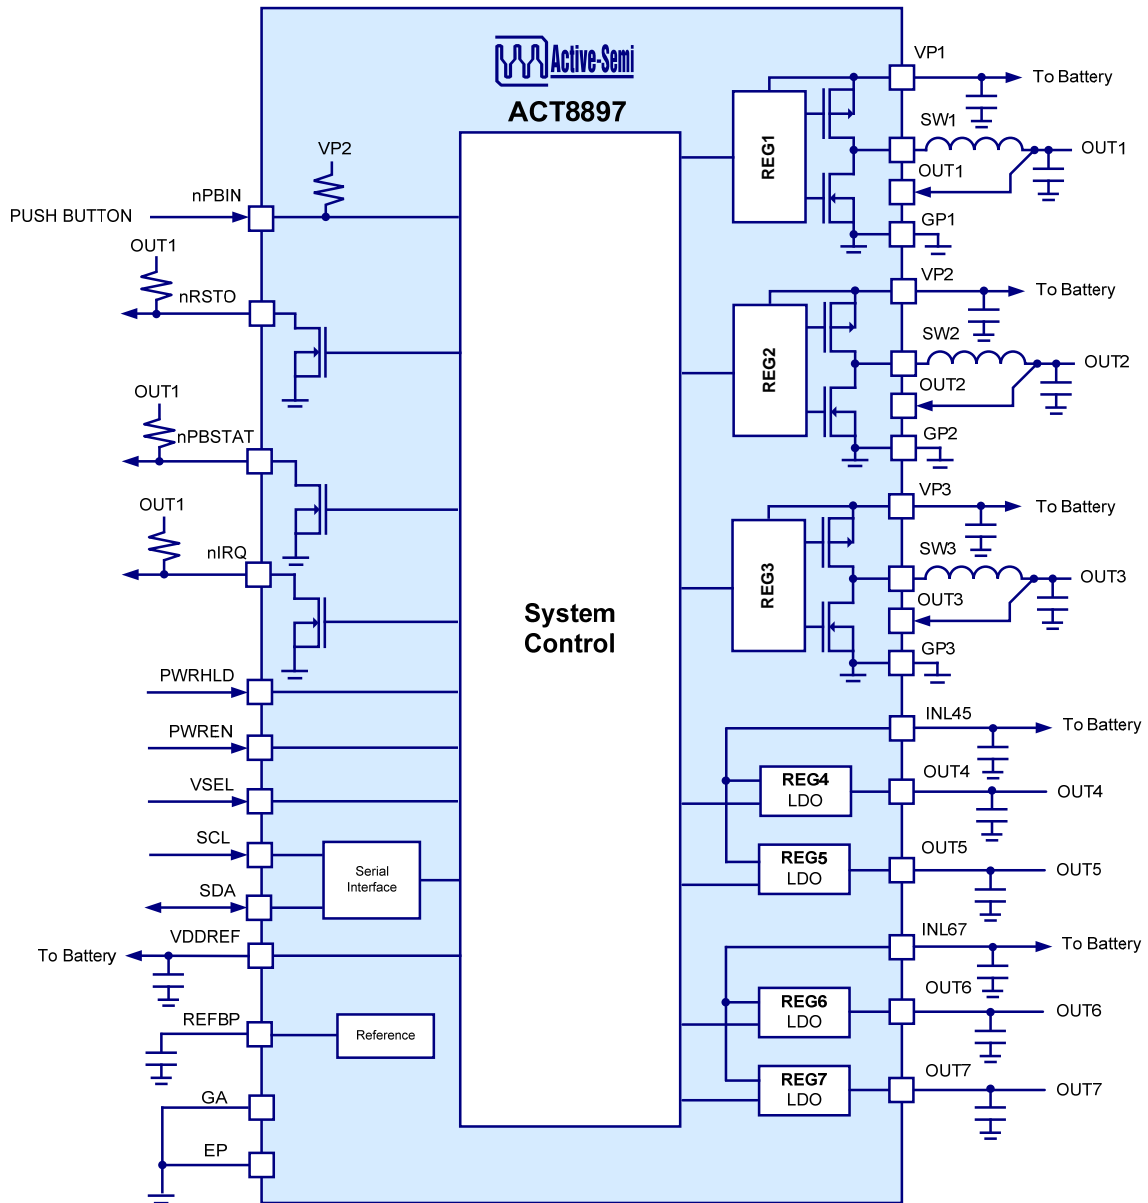 Active-Semi
ACT8897
VP2
nPBIN
PUSH BUTTON
OUT1
nRSTO
OUT1
nPBSTAT
OUT1
nIRQ
PWRHLD
PWREN
VSEL
SCL
SDA
Serial
Interface
VDDREF
To Battery
REFBP
Reference
GA
EP
System
Control
REG1
VP1
To Battery
SW1
OUT1
OUT1
GP1
REG2
VP2
To Battery
SW2
OUT2
OUT2
GP2
REG3
VP3
To Battery
SW3
OUT3
OUT3
GP3
INL45
To Battery
REG4
LDO
OUT4
OUT4
REG5
LDO
OUT5
OUT5
INL67
To Battery
REG6
LDO
OUT6
OUT6
REG7
LDO
OUT7
OUT7